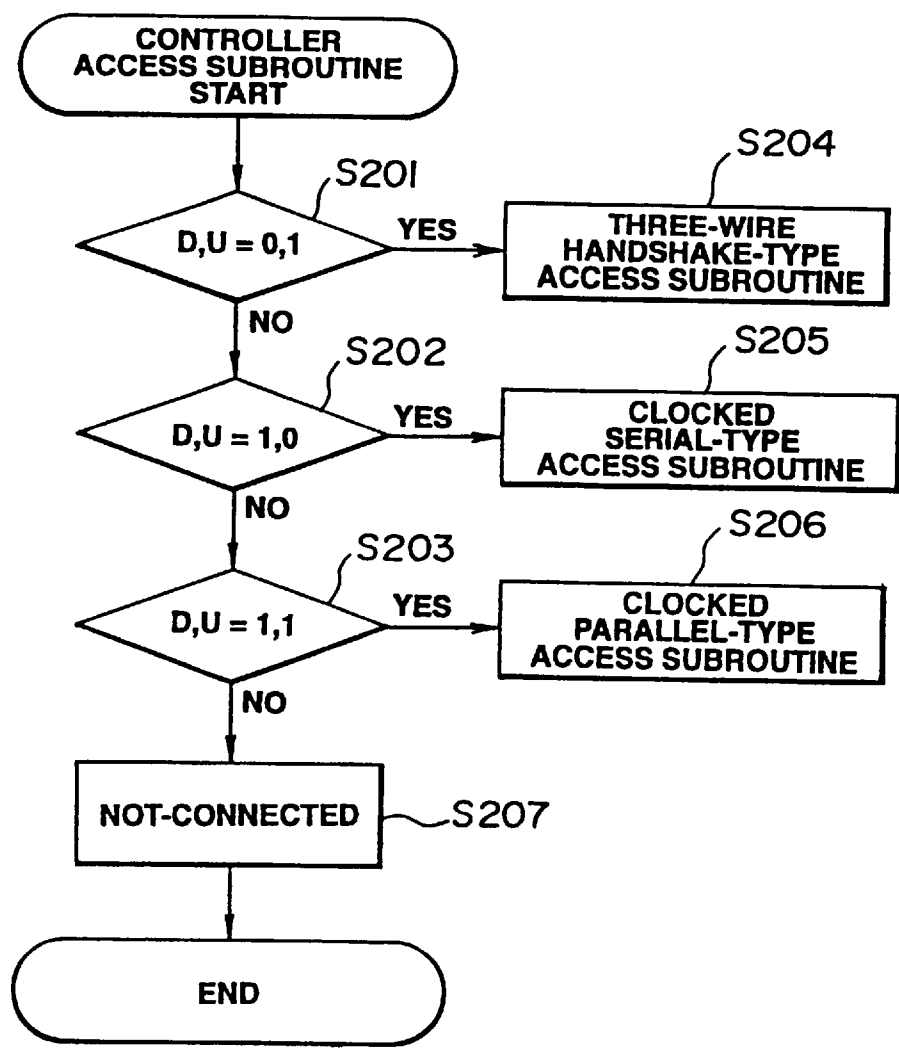 CONTROLLER
ACCESS SUBROUTINE
START
S201
D,U = 0,1
YES
S204
THREE-WIRE
HANDSHAKE-TYPE
ACCESS SUBROUTINE
NO
S202
D,U = 1,0
YES
S205
CLOCKED
SERIAL-TYPE
ACCESS SUBROUTINE
NO
S203
D,U = 1,1
YES
S206
CLOCKED
PARALLEL-TYPE
ACCESS SUBROUTINE
NO
NOT-CONNECTED
S207
END